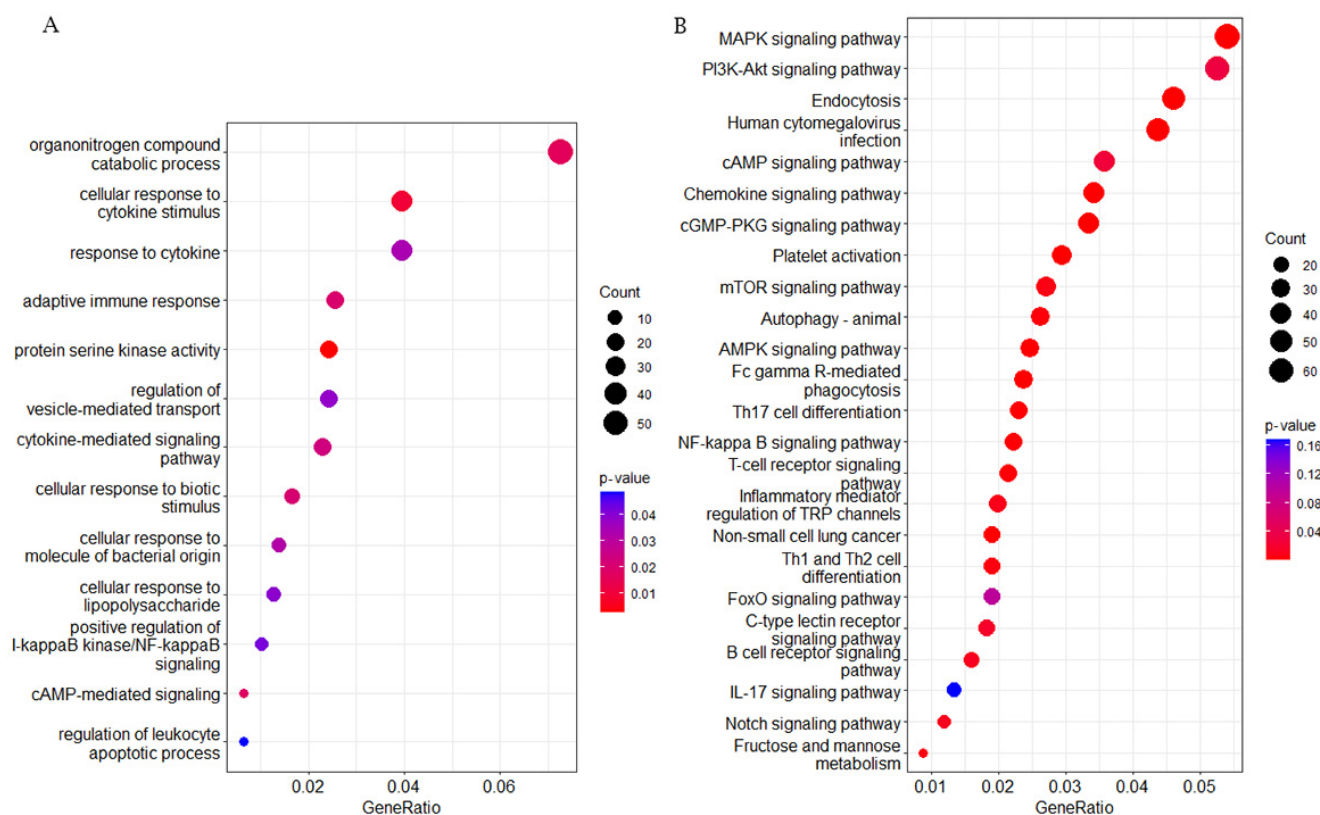 A
organonitrogen compound
catabolic process
cellular response to
cytokine stimulus
response to cytokine
adaptive immune response
protein serine kinase activity
regulation of
vesicle-mediated transport
cytokine-mediated signaling
pathway
cellular response to biotic
stimulus
cellular response to
molecule of bacterial origin
cellular response to
lipopolysaccharide
positive regulation of
I-kappaB kinase/NF-kappaB
signaling
cAMP-mediated signaling
regulation of leukocyte
apoptotic process
0.02
0.04
0.06
GeneRatio
Count
10
20
30
40
50
p-value
0.04
0.03
0.02
0.01
B
MAPK signaling pathway
PI3K-Akt signaling pathway
Endocytosis
Human cytomegalovirus
infection
cAMP signaling pathway
Chemokine signaling pathway
cGMP-PKG signaling pathway
Platelet activation
mTOR signaling pathway
Autophagy - animal
AMPK signaling pathway
Fc gamma R-mediated
phagocytosis
Th17 cell differentiation
NF-kappa B signaling pathway
T-cell receptor signaling
pathway
Inflammatory mediator
regulation of TRP channels
Non-small cell lung cancer
Th1 and Th2 cell
differentiation
FoxO signaling pathway
C-type lectin receptor
signaling pathway
B cell receptor signaling
pathway
IL-17 signaling pathway
Notch signaling pathway
Fructose and mannose
metabolism
0.01
0.02
0.03
0.04
0.05
GeneRatio
Count
20
30
40
50
60
p-value
0.16
0.12
0.08
0.04